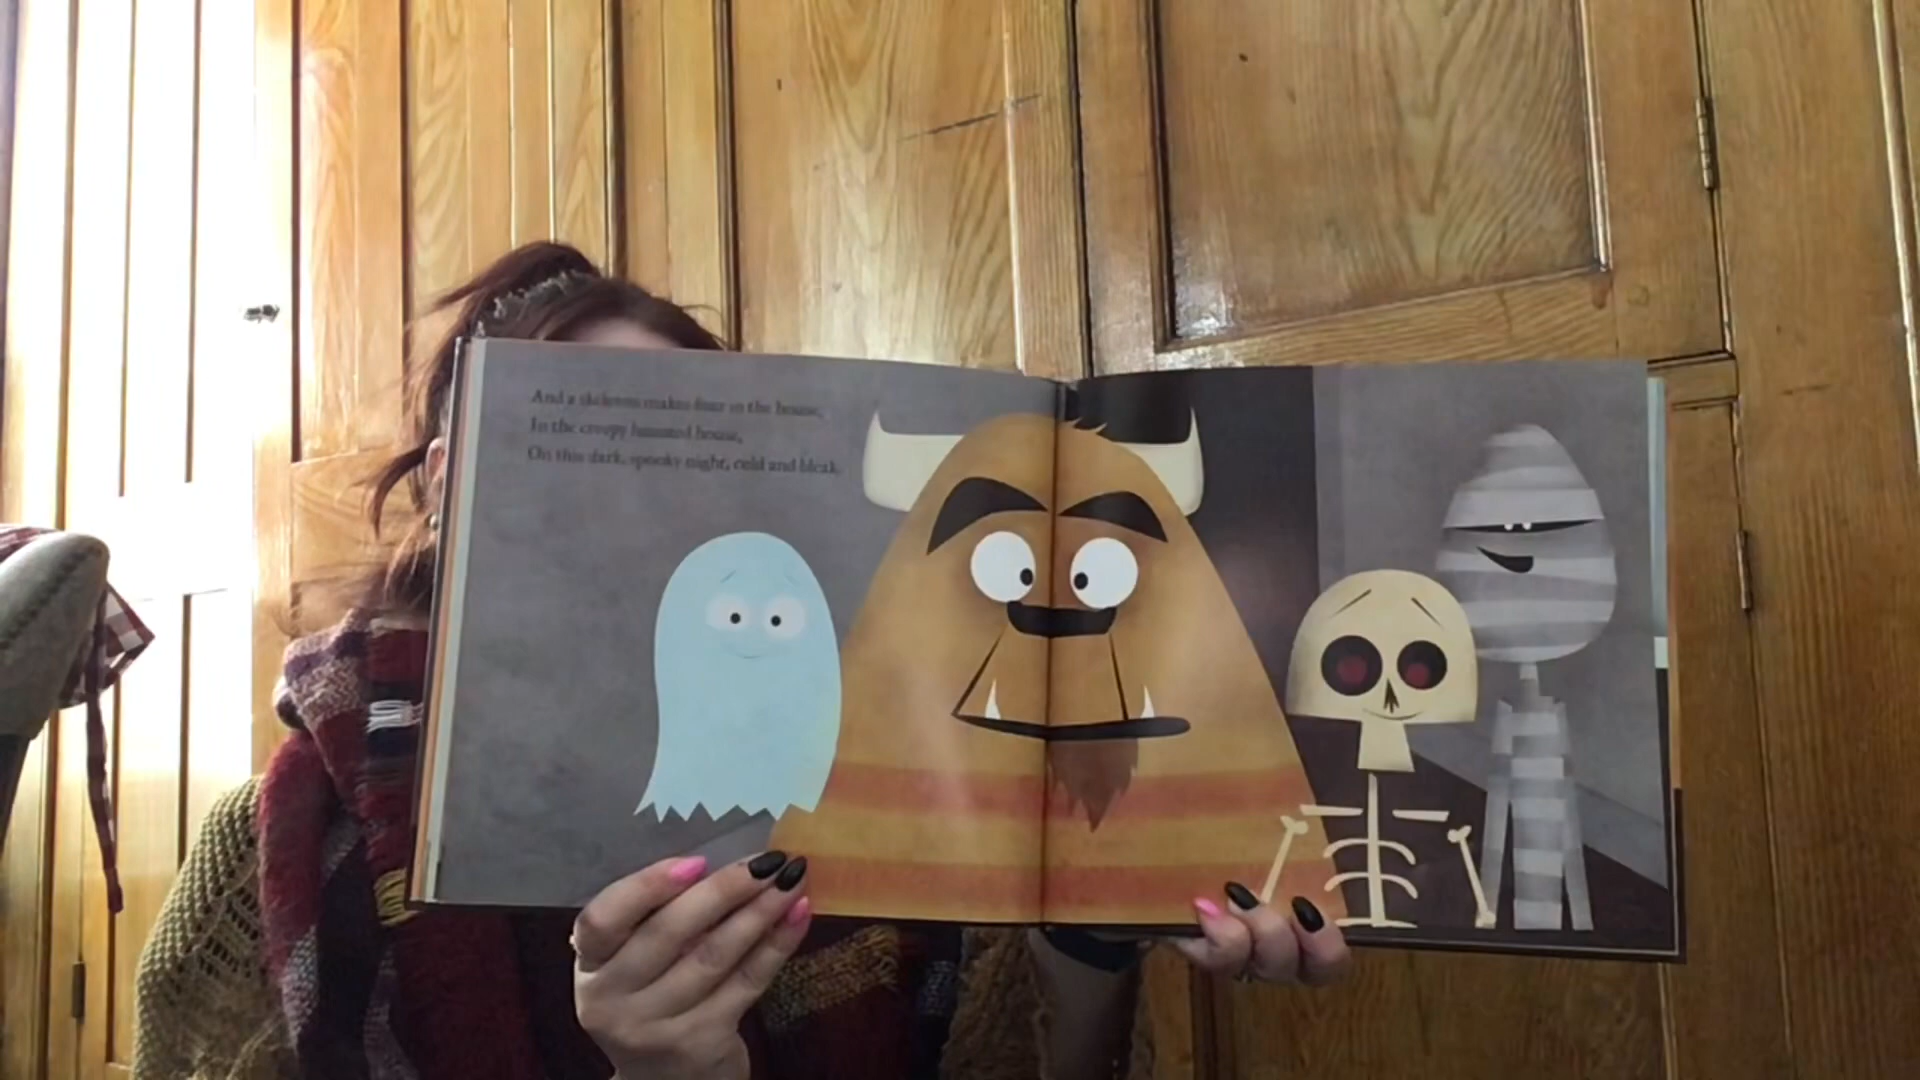 And a skeleton makes four in the house,
In the creepy haunted house,
On this dark, spooky night, cold and bleak.